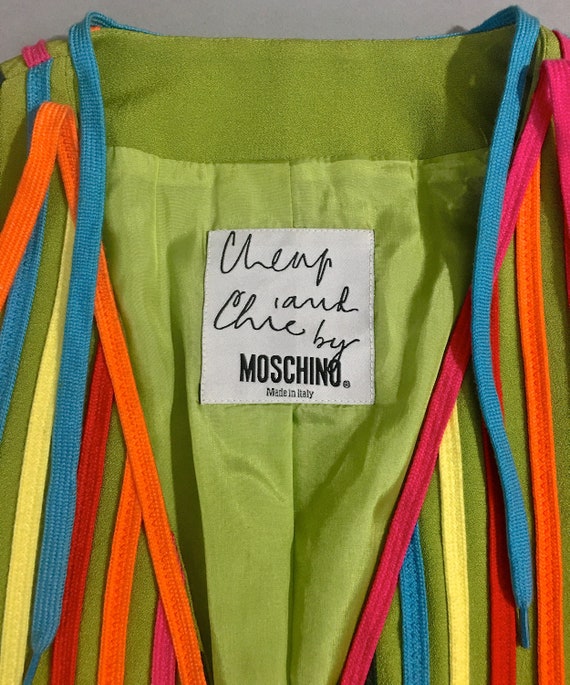 Cheap
and
Chic by
MOSCHINO®
Made in Italy